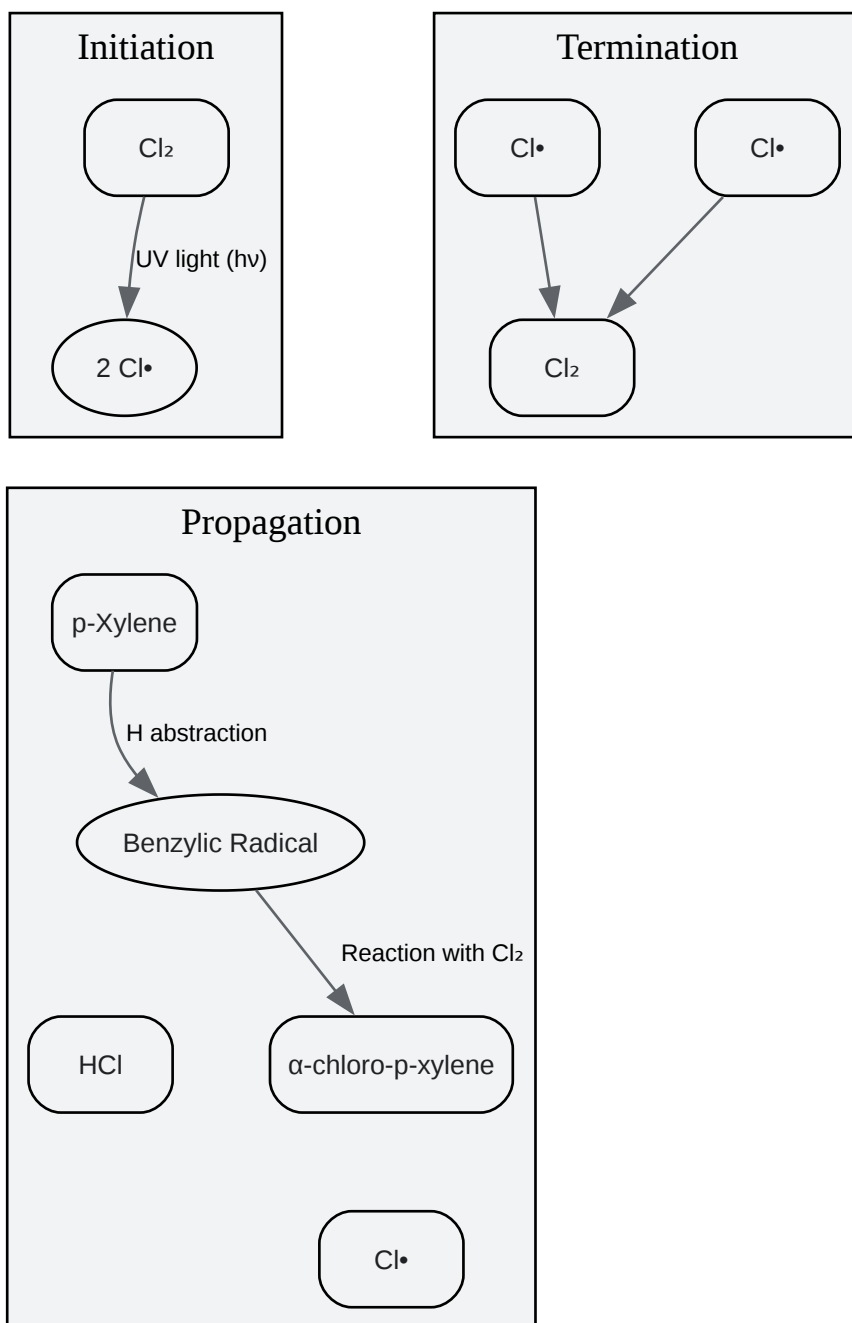 Initiation
Cl₂
UV light (hν)
2 Cl•
Termination
Cl•
Cl•
Cl₂
Propagation
p-Xylene
H abstraction
Benzylic Radical
Reaction with Cl₂
HCl
α-chloro-p-xylene
Cl•